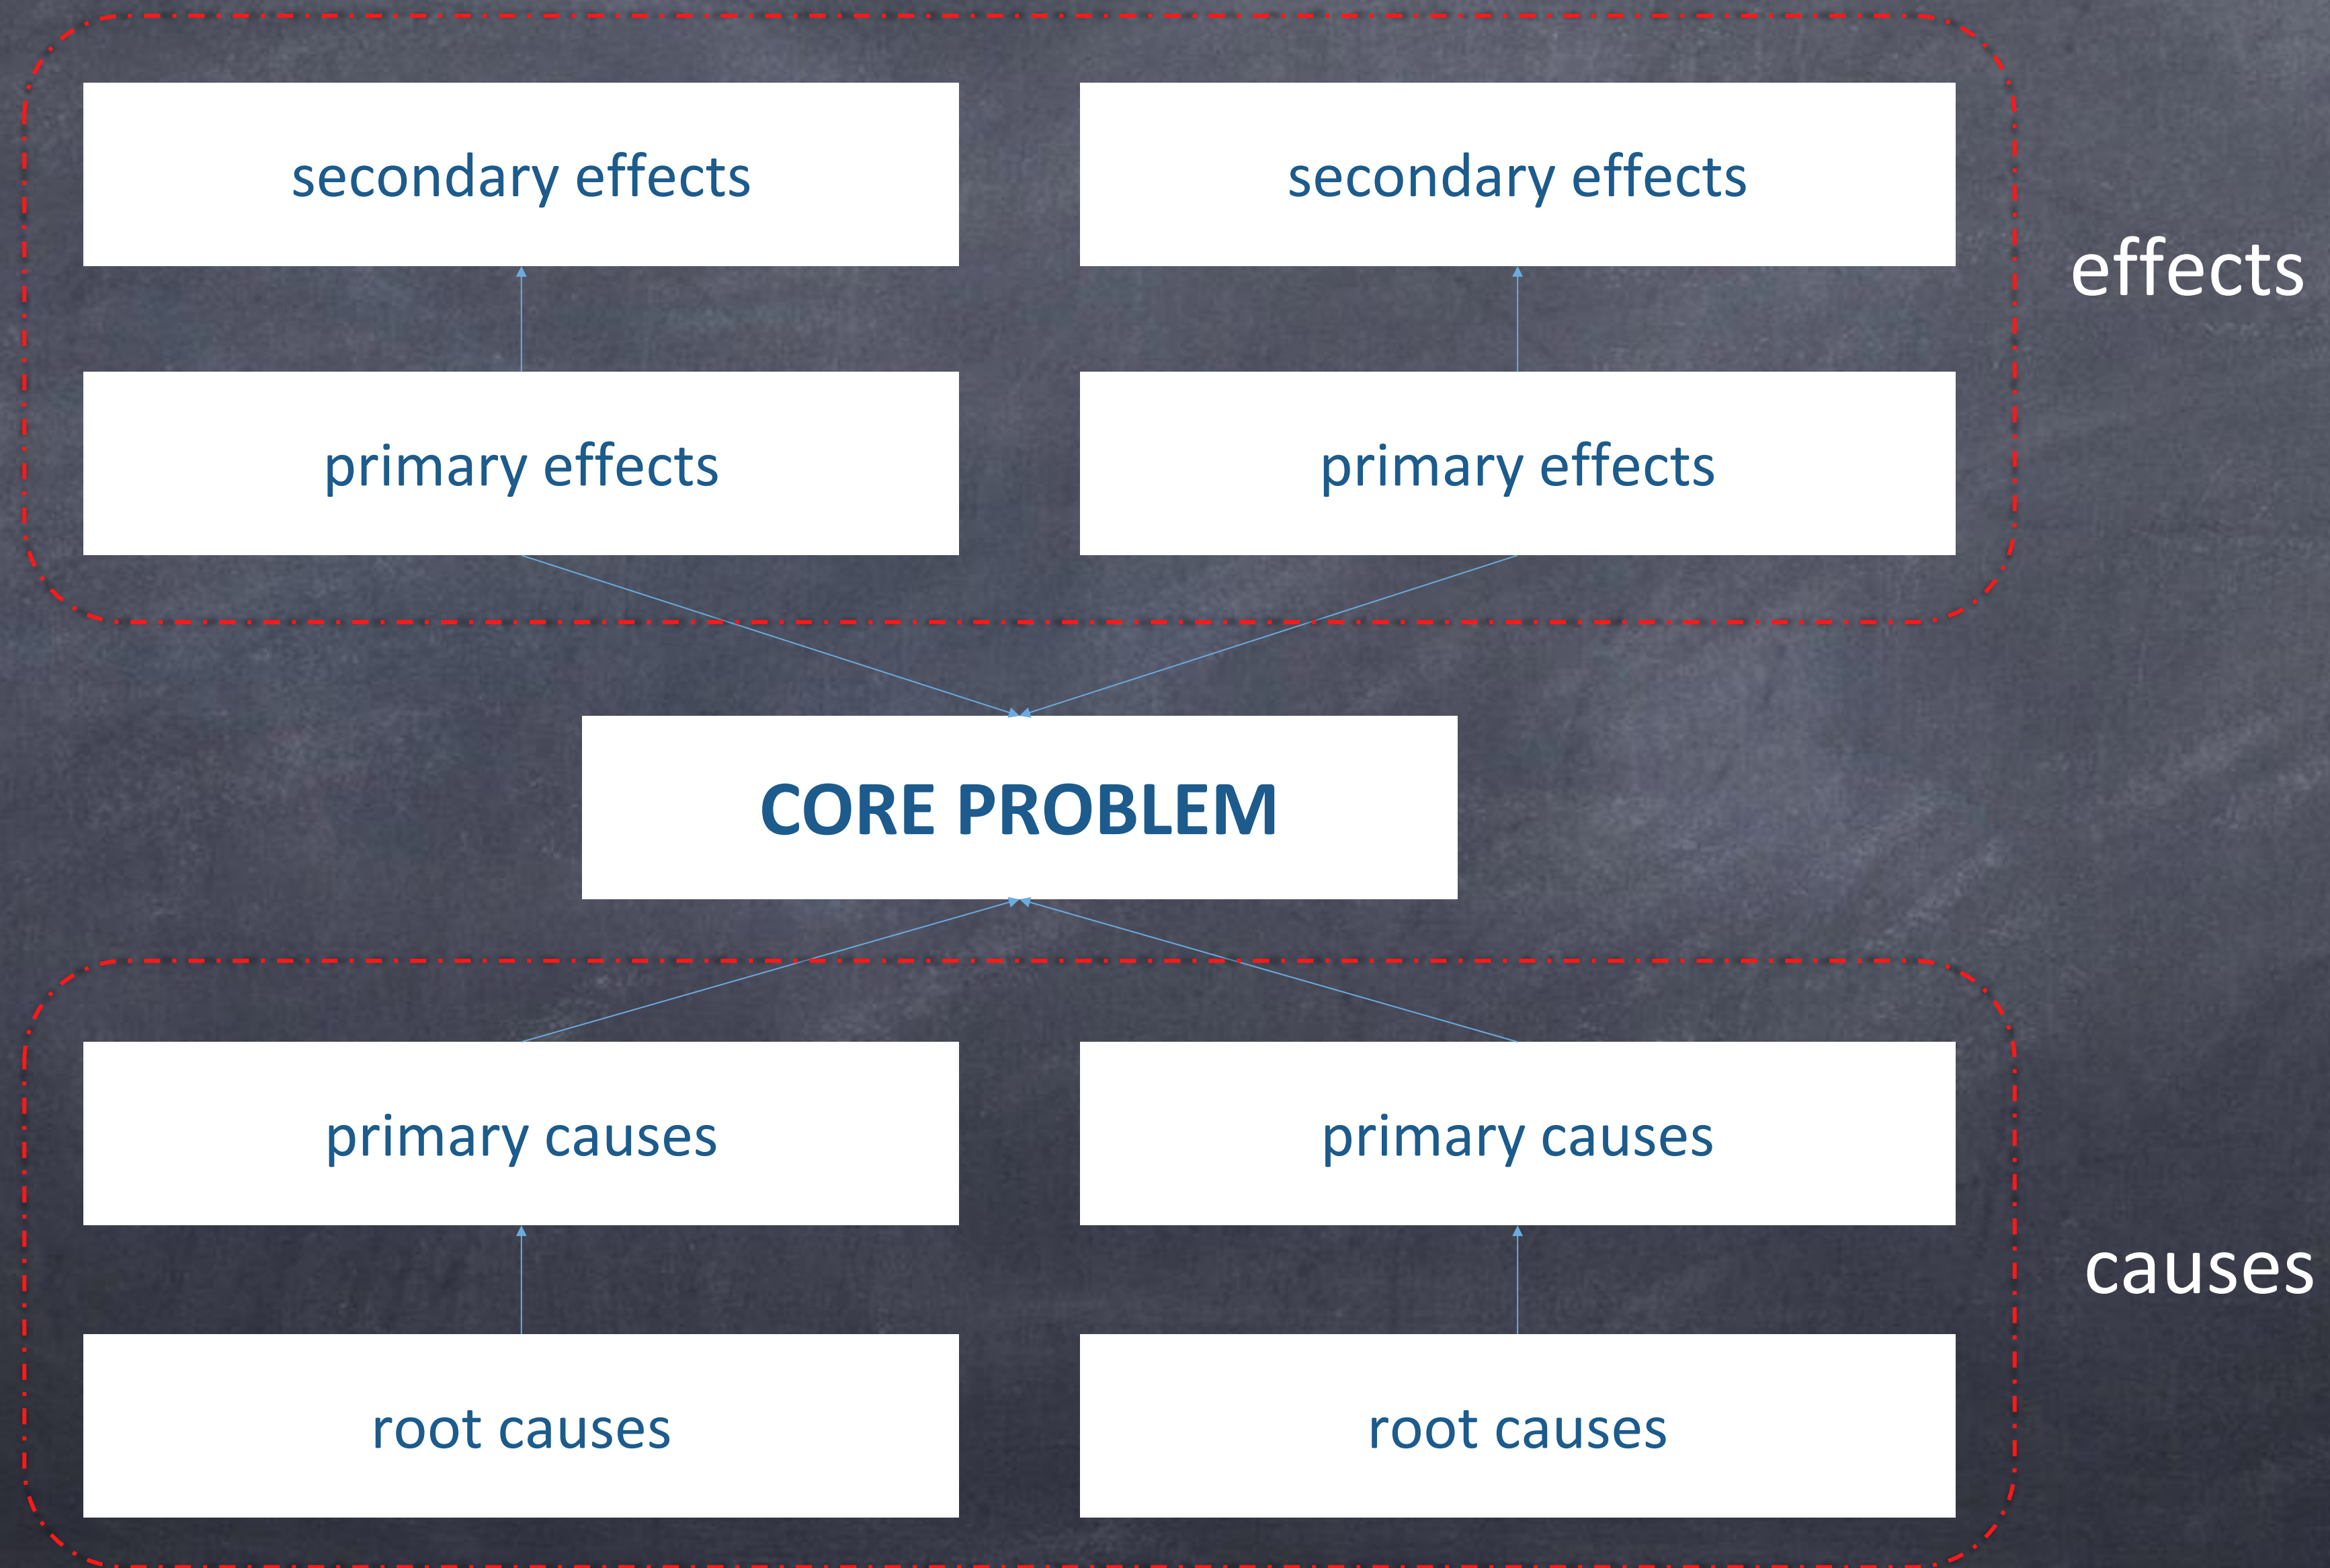 secondary effects
secondary effects
effects
primary effects
primary effects
CORE PROBLEM
primary causes
primary causes
causes
root causes
root causes